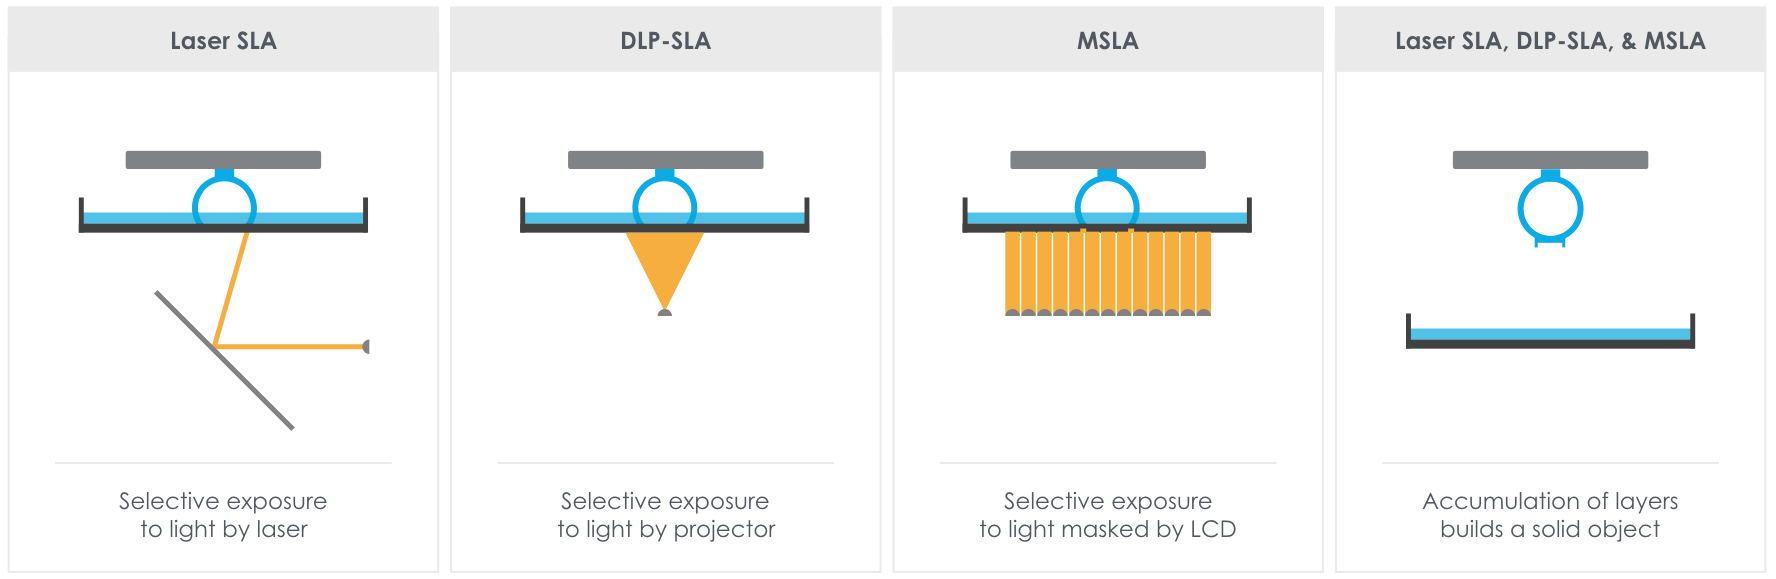 Laser SLA
DLP-SLA
MSLA
Laser SLA, DLP-SLA, & MSLA
Selective exposure
to light by laser
Selective exposure
to light by projector
Selective exposure
to light masked by LCD
Accumulation of layers
builds a solid object